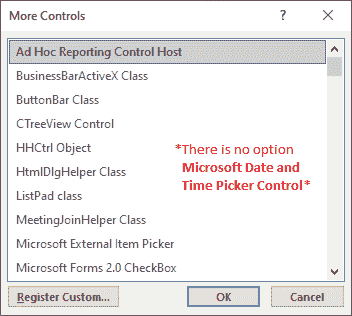 More Controls
?
Ad Hoc Reporting Control Host
BusinessBarActiveX Class
ButtonBar Class
CTreeView Control
HHCtrl Object
HtmlDlgHelper Class
ListPad class
MeetingJoinHelper Class
Microsoft External Item Picker
Microsoft Forms 2.0 CheckBox
*There is no option
Microsoft Date and
Time Picker Control*
Register Custom...
OK
Cancel